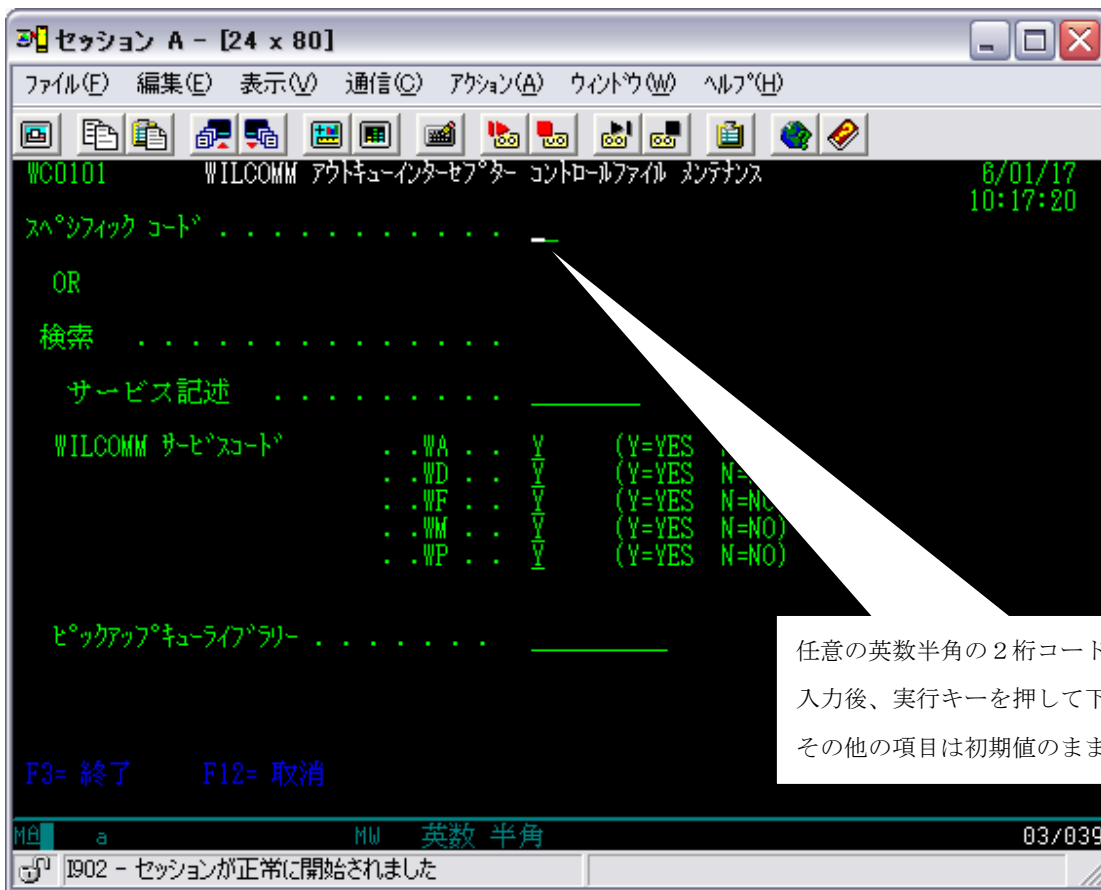 セッション A - [24 x 80]
ファイル(F) 編集(E) 表示(V) 通信(C) アクション(A) ウィンドウ(W) ヘルプ(H)
WC0101 WILCOMM アウトキューインターセプター コントロールファイル メンテナンス 6/01/17
10:17:20
スペシフィック コード . . . . . . . . . . . .
OR
検索 . . . . . . . . . . . . . .
サービス記述 . . . . . . . . .
WILCOMM サービスコード . .WA . . Y (Y=YES
. .WD . . Y (Y=YES N=
. .WF . . Y (Y=YES N=NO
. .WM . . Y (Y=YES N=NO)
. .WP . . Y (Y=YES N=NO)
ピックアップキューライブラリー . . . . . . .
任意の英数半角の２桁コード
入力後、実行キーを押して下
その他の項目は初期値のまま
F3= 終了 F12= 取消
MA a MW 英数 半角 03/039
I902 - セッションが正常に開始されました